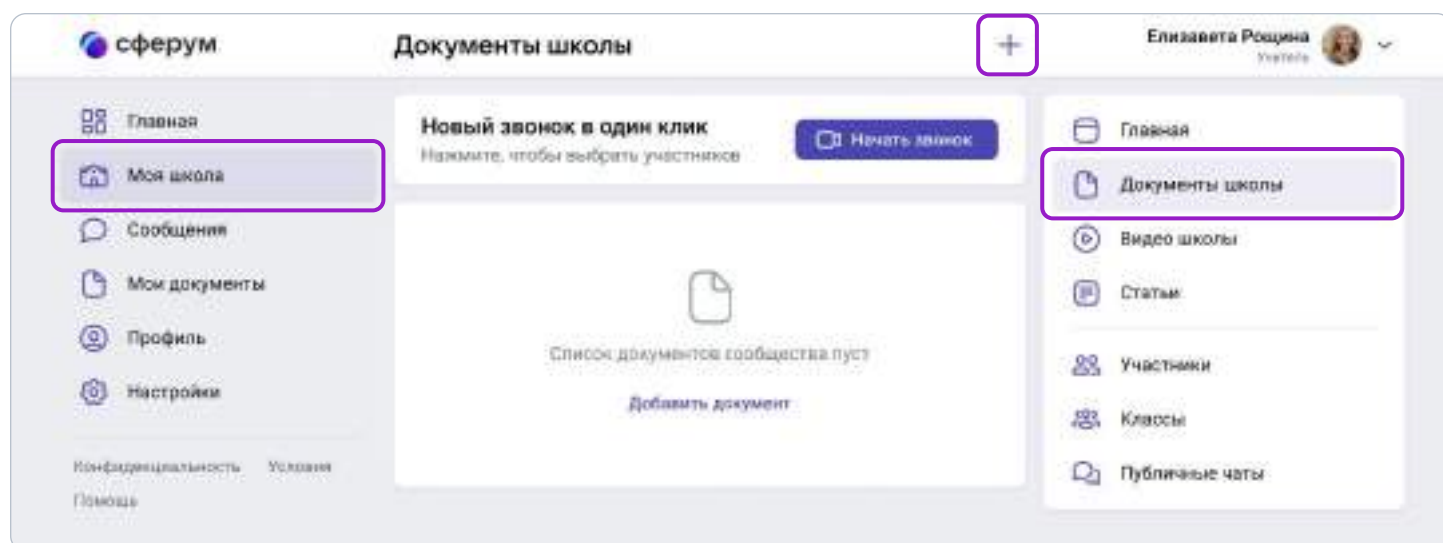 сферум
Документы школы
Елизавета Рощина
Учитель
Главная
Моя школа
Сообщения
Мои документы
Профиль
Настройки
Конфиденциальность Условия
Помощь
Новый звонок в один клик
Нажмите, чтобы выбрать участников
Начать звонок
Список документов сообщества пуст
Добавить документ
Главная
Документы школы
Видео школы
Статьи
Участники
Классы
Публичные чаты